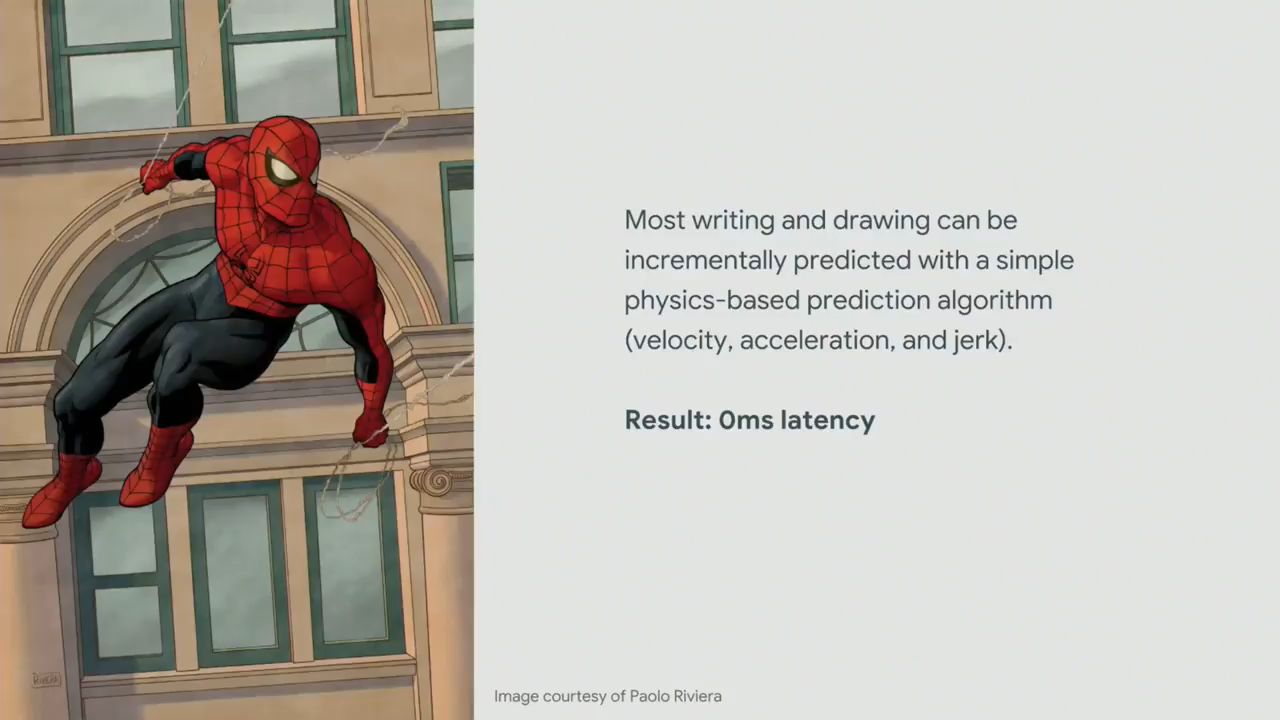 Most writing and drawing can be
incrementally predicted with a simple
physics-based prediction algorithm
(velocity, acceleration, and jerk).
Result: 0ms latency
RIVERA
Image courtesy of Paolo Riviera